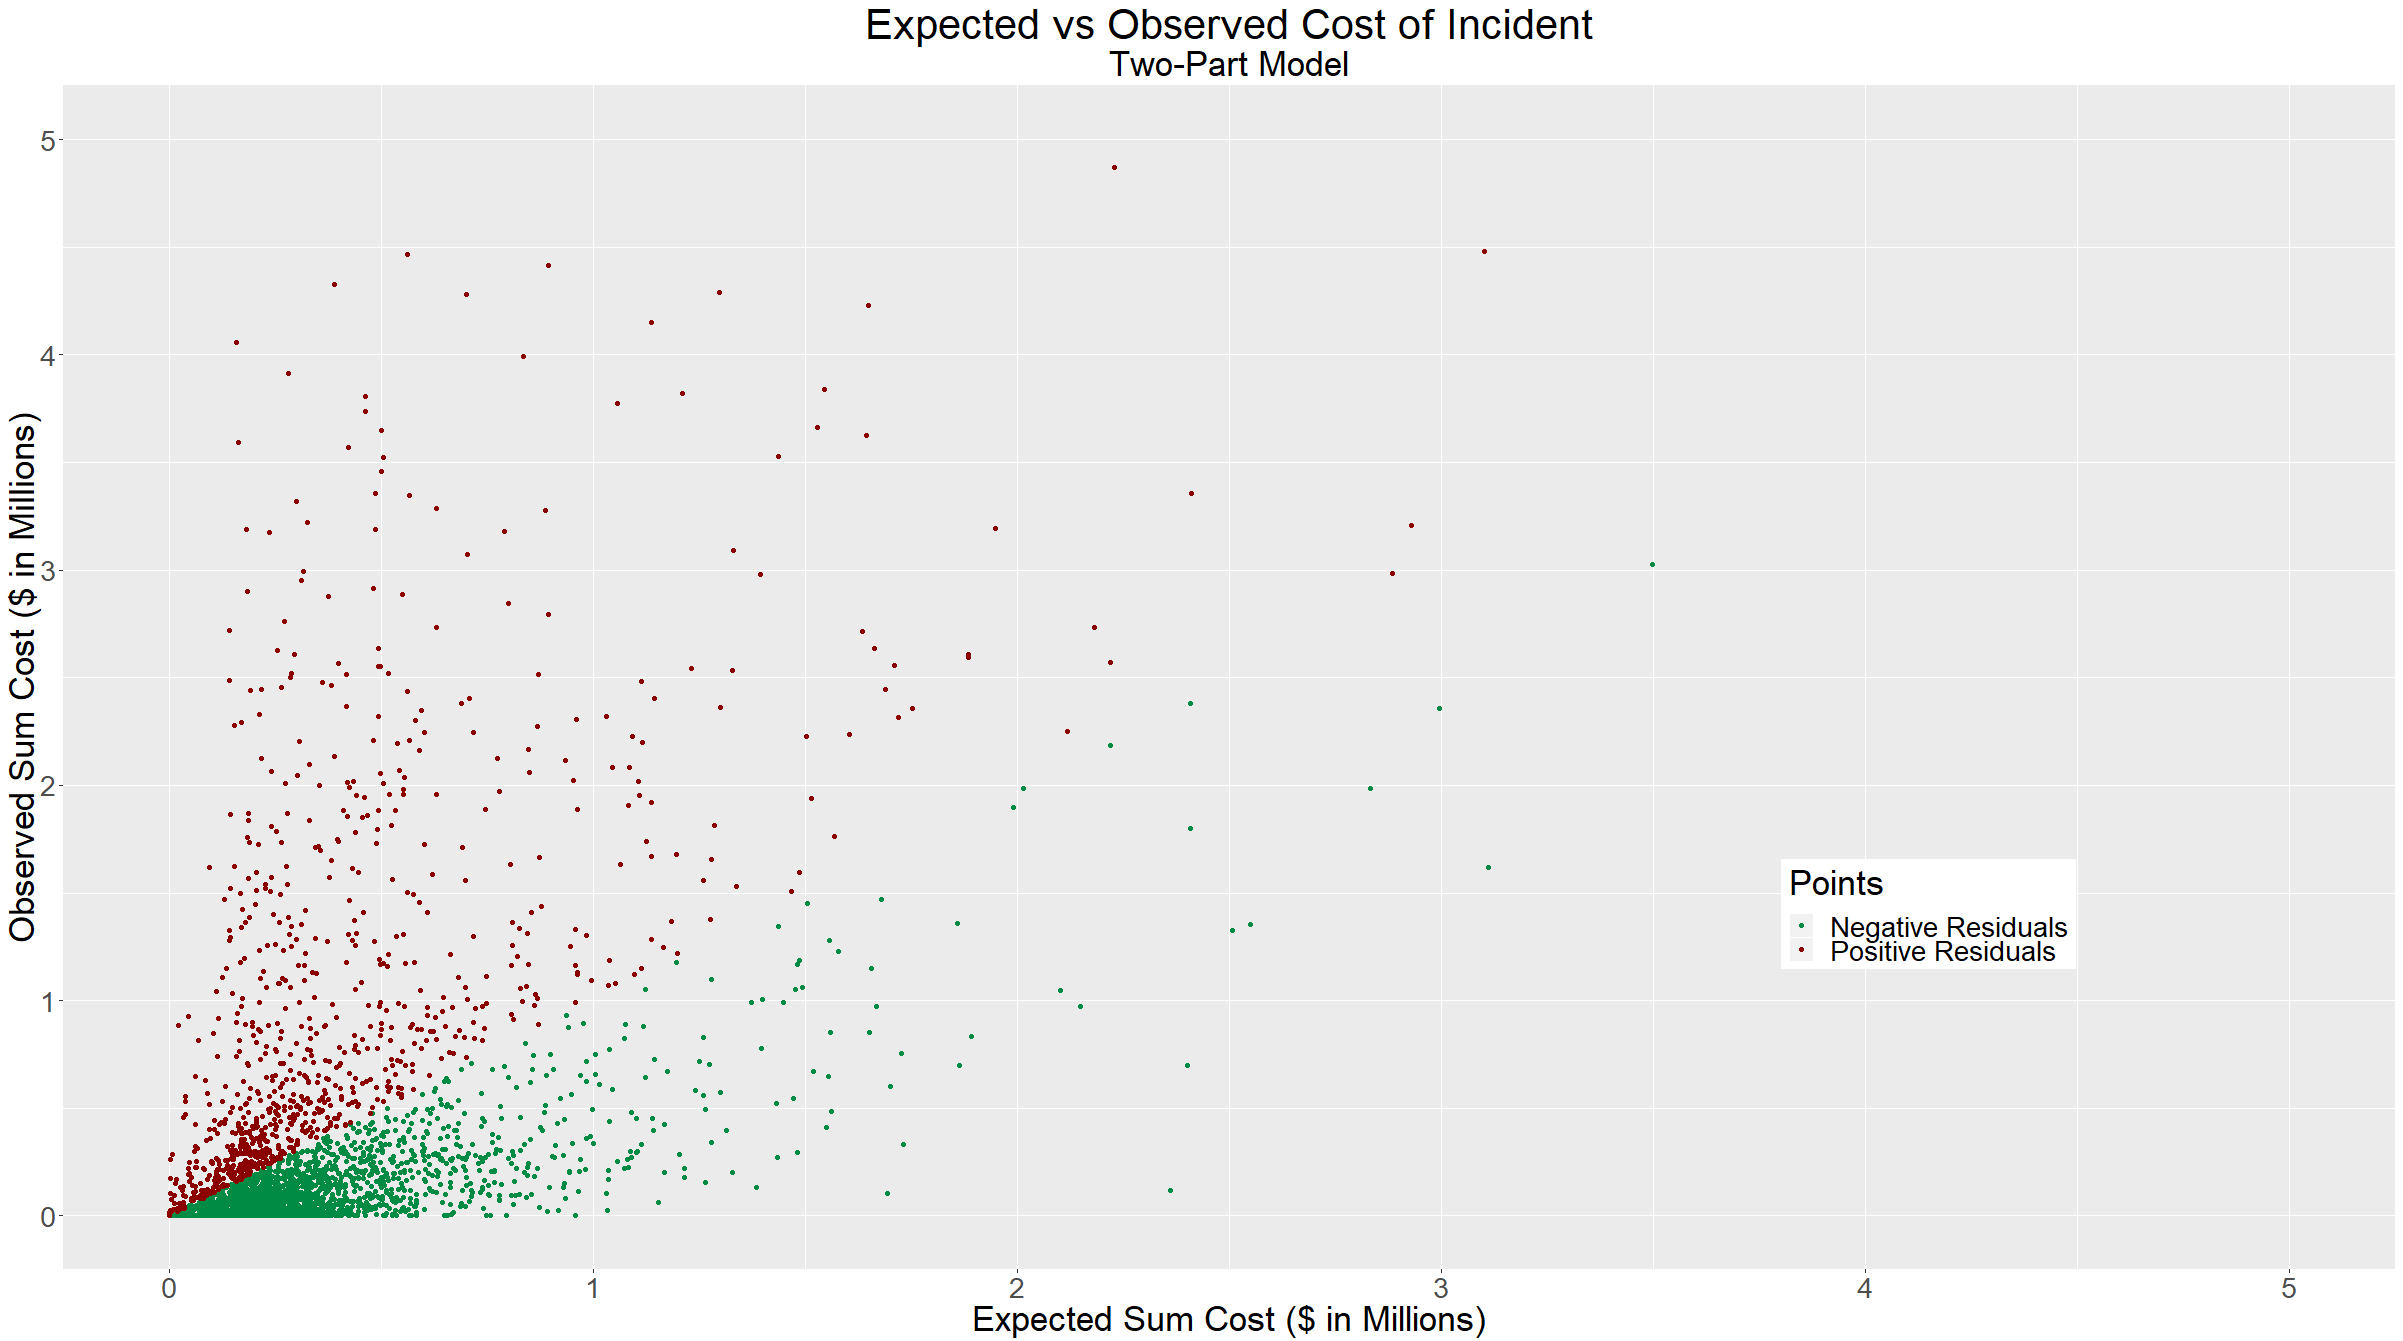 Expected vs Observed Cost of Incident
Two-Part Model
Observed Sum Cost ($ in Millions)
5
4
3
2
1
0
Points
Negative Residuals
Positive Residuals
0 1 2 3 4 5
Expected Sum Cost ($ in Millions)